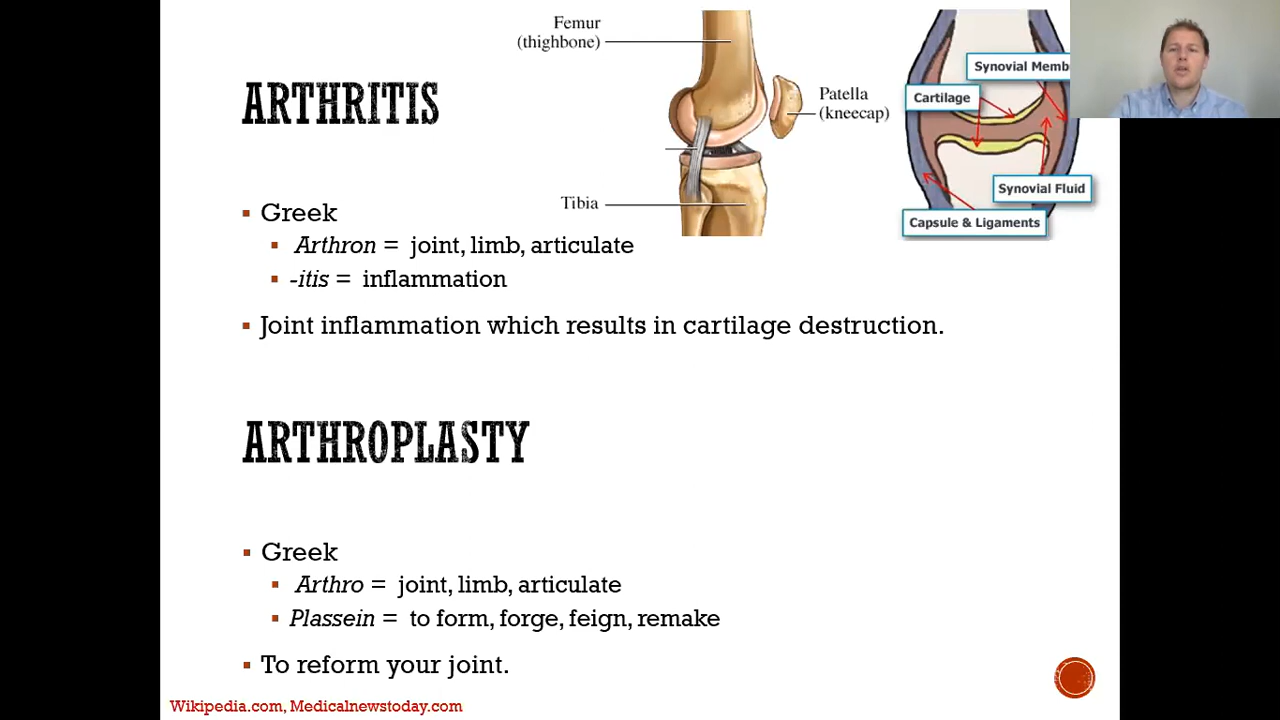 ARTHRITIS
Femur
(thighbone)
Patella
(kneecap)
Tibia
Synovial Memb
Cartilage
Synovial Fluid
Capsule & Ligaments
Greek
Arthron = joint, limb, articulate
-itis = inflammation
Joint inflammation which results in cartilage destruction.
ARTHROPLASTY
Greek
Arthro = joint, limb, articulate
Plassein = to form, forge, feign, remake
To reform your joint.
Wikipedia.com, Medicalnewstoday.com